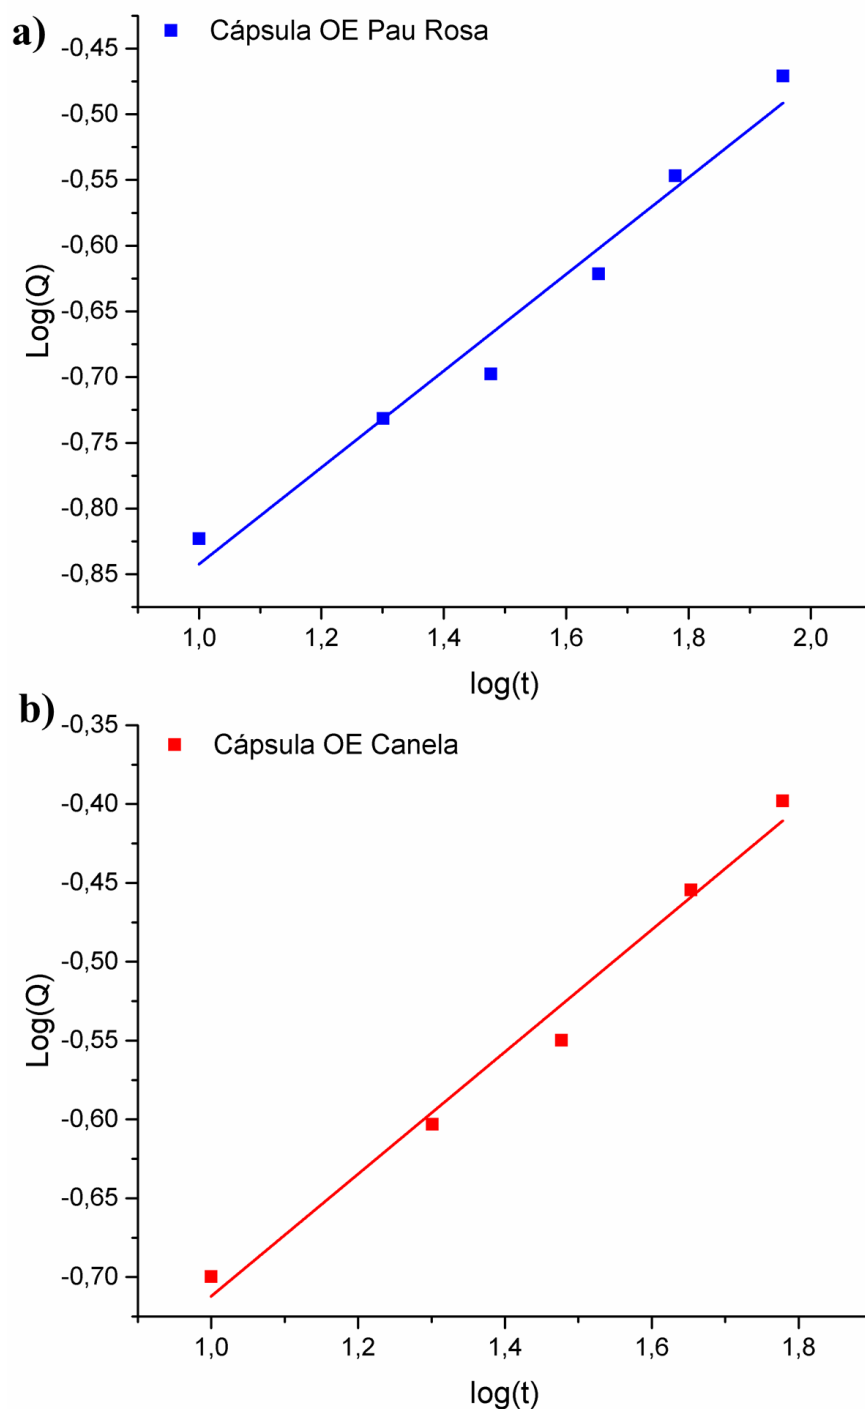 a)
Cápsula OE Pau Rosa
-0,45
-0,50
-0,55
-0,60
-0,65
-0,70
-0,75
-0,80
-0,85
Log(Q)
1,0 1,2 1,4 1,6 1,8 2,0
log(t)
b)
Cápsula OE Canela
-0,35
-0,40
-0,45
-0,50
-0,55
-0,60
-0,65
-0,70
Log(Q)
1,0 1,2 1,4 1,6 1,8
log(t)